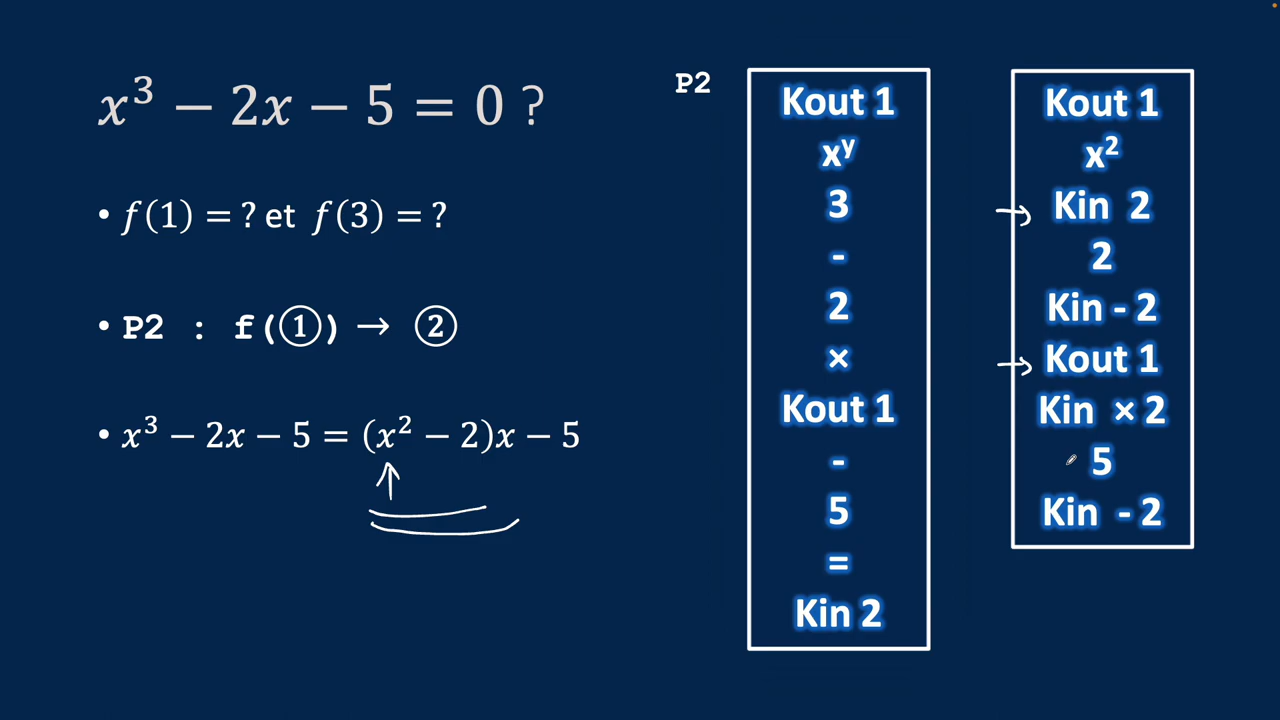 x³ − 2x − 5 = 0 ?
• f(1) = ? et f(3) = ?
• P2 : f(①) → ②
• x³ − 2x − 5 = (x² − 2)x − 5
P2
Kout 1
xʸ
3
-
2
×
Kout 1
-
5
=
Kin 2
Kout 1
x²
Kin 2
2
Kin - 2
Kout 1
Kin × 2
5
Kin - 2